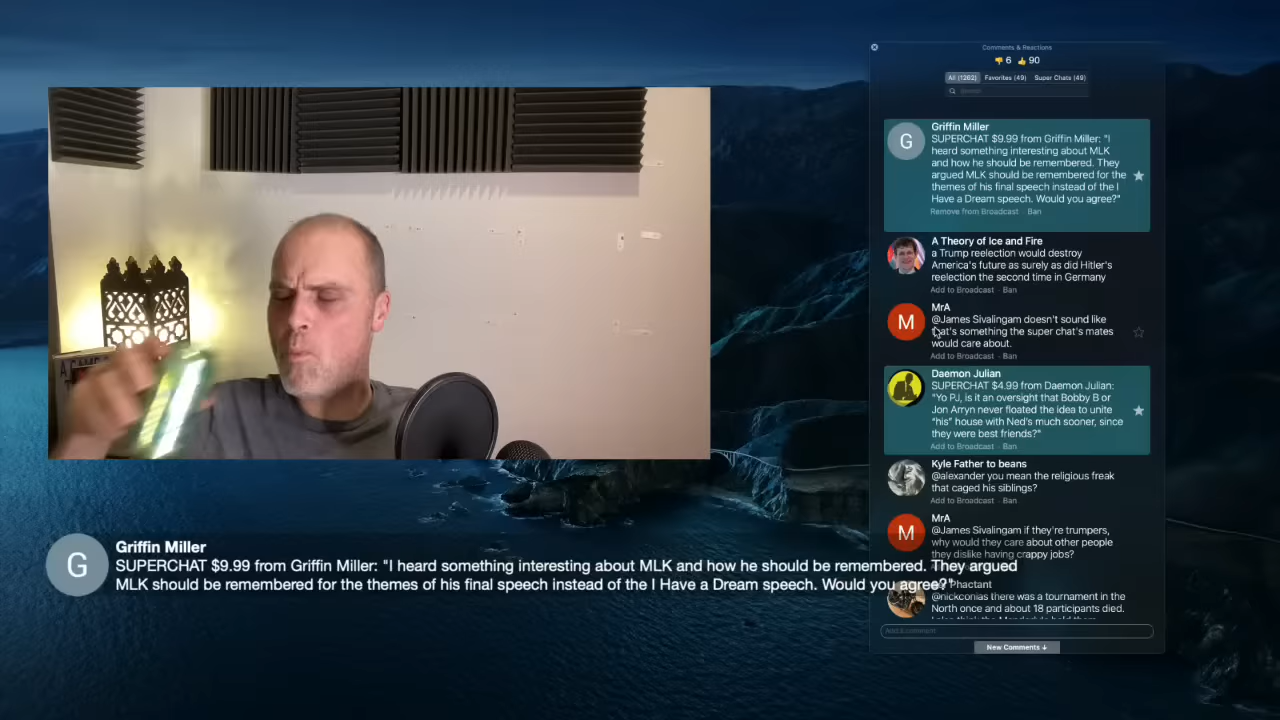 Comments & Reactions
👎 6 👍 90
All (1262) Favorites (49) Super Chats (49)
Search
G
Griffin Miller
SUPERCHAT $9.99 from Griffin Miller: "I
heard something interesting about MLK
and how he should be remembered. They
argued MLK should be remembered for the
themes of his final speech instead of the I
Have a Dream speech. Would you agree?"
Remove from Broadcast · Ban
A Theory of Ice and Fire
a Trump reelection would destroy
America's future as surely as did Hitler's
reelection the second time in Germany
Add to Broadcast · Ban
M
MrA
@James Sivalingam doesn't sound like
that's something the super chat's mates
would care about.
Add to Broadcast · Ban
Daemon Julian
SUPERCHAT $4.99 from Daemon Julian:
"Yo PJ, is it an oversight that Bobby B or
Jon Arryn never floated the idea to unite
"his" house with Ned's much sooner, since
they were best friends?"
Add to Broadcast · Ban
Kyle Father to beans
@alexander you mean the religious freak
that caged his siblings?
Add to Broadcast · Ban
M
MrA
@James Sivalingam if they're trumpers,
why would they care about other people
they dislike having crappy jobs?
Phactant
@nickconias there was a tournament in the
North once and about 18 participants died.
Add a comment
New Comments ↓
G
Griffin Miller
SUPERCHAT $9.99 from Griffin Miller: "I heard something interesting about MLK and how he should be remembered. They argued
MLK should be remembered for the themes of his final speech instead of the I Have a Dream speech. Would you agree?"